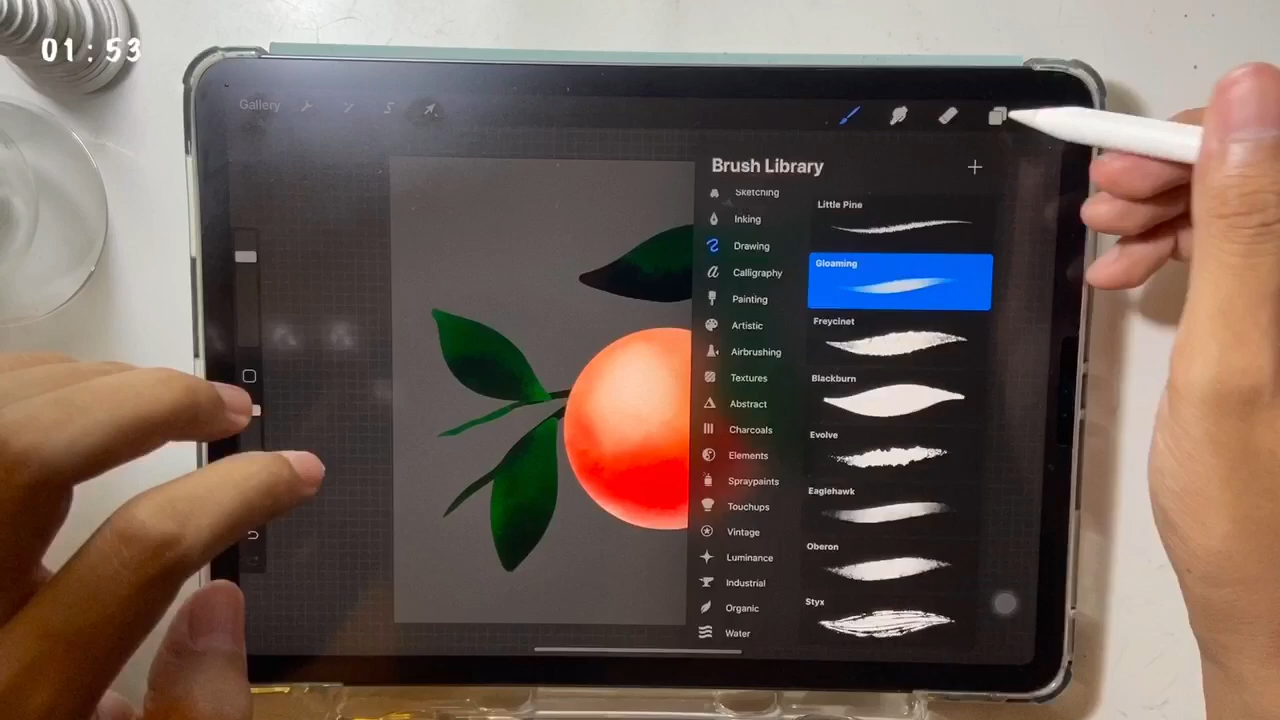 01:53
Gallery
Brush Library
Sketching
Inking
Drawing
Calligraphy
Painting
Artistic
Airbrushing
Textures
Abstract
Charcoals
Elements
Spraypaints
Touchups
Vintage
Luminance
Industrial
Organic
Water
Little Pine
Gloaming
Freycinet
Blackburn
Evolve
Eaglehawk
Oberon
Styx